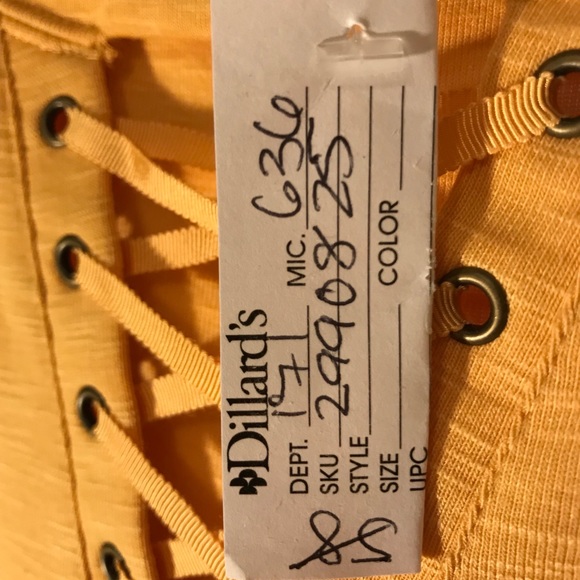 Dillard's
DEPT. 171 MIC. 636
SKU 2990825
STYLE
SIZE COLOR
UPC